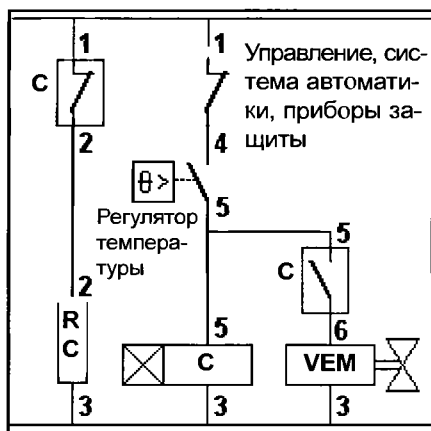 1
1
Управление, сис-
тема автомати-
ки, приборы за-
щиты
C
2
4
θ>
5
Регулятор
темпера-
туры
5
C
2
R
C
5
C
6
VEM
3
3
3